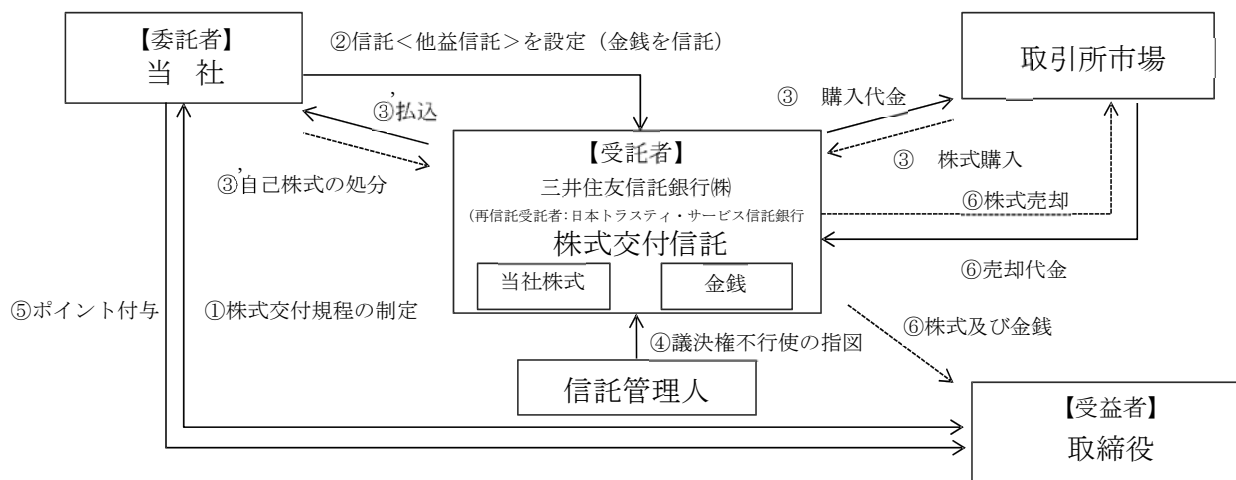 【委託者】
当 社
②信託<他益信託>を設定（金銭を信託）
取引所市場
③ 購入代金
③’払込
【受託者】
三井住友信託銀行㈱
(再信託受託者:日本トラスティ・サービス信託銀行
株式交付信託
当社株式
金銭
③ 株式購入
③’自己株式の処分
⑥株式売却
⑥売却代金
⑤ポイント付与
①株式交付規程の制定
⑥株式及び金銭
④議決権不行使の指図
信託管理人
【受益者】
取締役